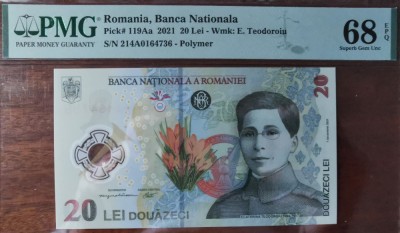 PMG
PAPER MONEY GUARANTY
Romania, Banca Nationala
Pick# 119Aa 2021 20 Lei - Wmk: E. Teodoroiu
S/N 214A0164736 - Polymer
68 EPQ
Superb Gem Unc
BANCA NAȚIONALĂ A ROMÂNIEI
20
20 LEI DOUĂZECI
DOUĂZECI LEI